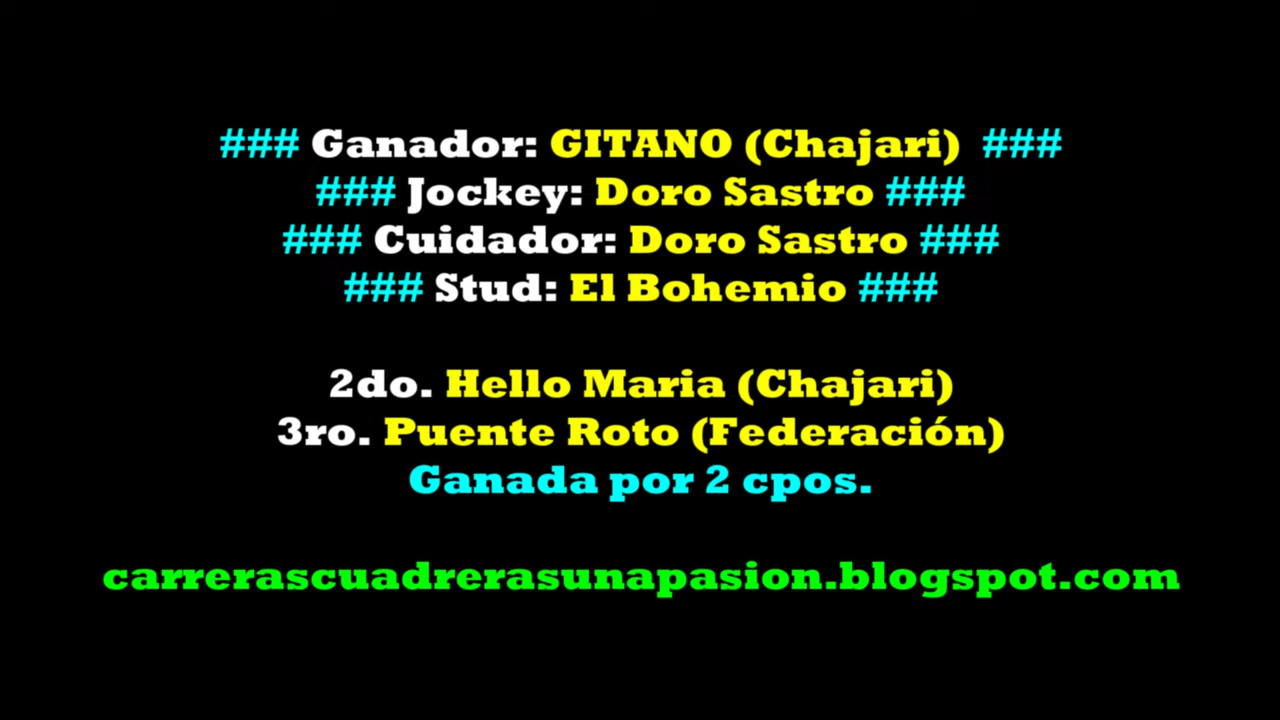 ### Ganador: GITANO (Chajari) ###
### Jockey: Doro Sastro ###
### Cuidador: Doro Sastro ###
### Stud: El Bohemio ###
2do. Hello Maria (Chajari)
3ro. Puente Roto (Federación)
Ganada por 2 cpos.
carrerascuadrerasunapasion.blogspot.com